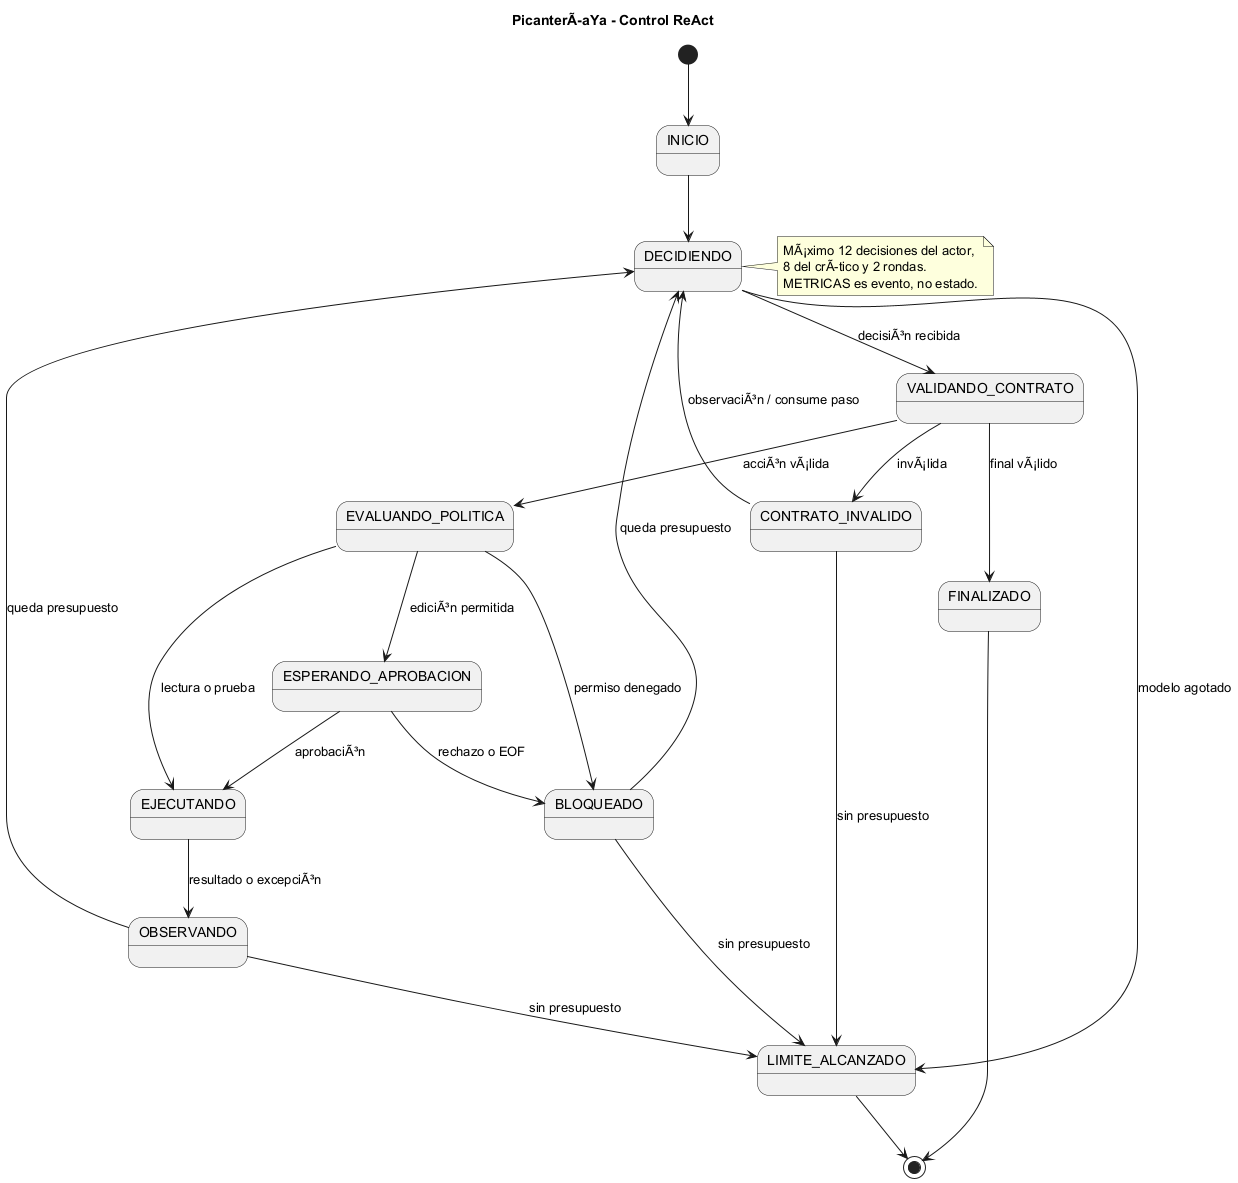 PicanterÃ-aYa - Control ReAct
INICIO
DECIDIENDO
MÃ¡ximo 12 decisiones del actor,
8 del crÃ-tico y 2 rondas.
METRICAS es evento, no estado.
decisiÃ³n recibida
VALIDANDO_CONTRATO
observaciÃ³n / consume paso
acciÃ³n vÃ¡lida
invÃ¡lida
final vÃ¡lido
EVALUANDO_POLITICA
CONTRATO_INVALIDO
queda presupuesto
FINALIZADO
queda presupuesto
ediciÃ³n permitida
ESPERANDO_APROBACION
lectura o prueba
permiso denegado
modelo agotado
aprobaciÃ³n
rechazo o EOF
EJECUTANDO
BLOQUEADO
sin presupuesto
resultado o excepciÃ³n
OBSERVANDO
sin presupuesto
sin presupuesto
LIMITE_ALCANZADO